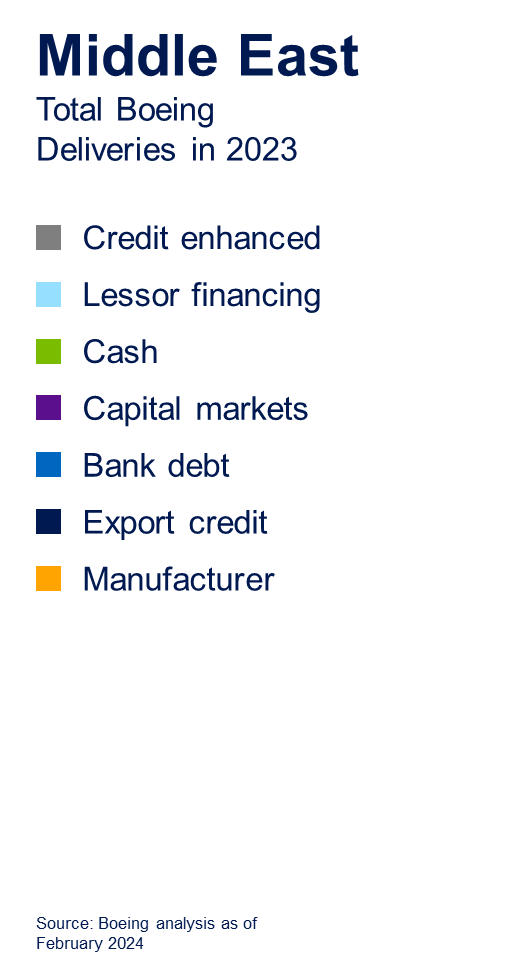 Middle East
Total Boeing
Deliveries in 2023
Credit enhanced
Lessor financing
Cash
Capital markets
Bank debt
Export credit
Manufacturer
Source: Boeing analysis as of
February 2024